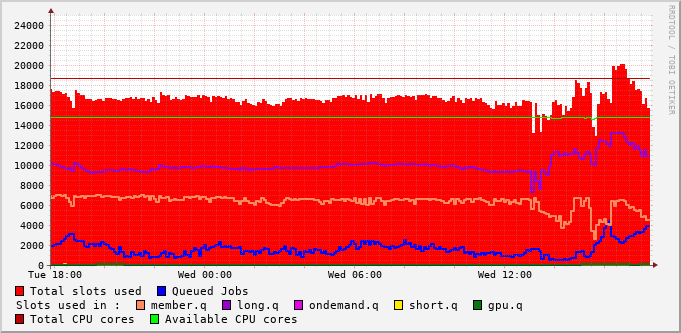 24000
22000
20000
18000
16000
14000
12000
10000
8000
6000
4000
2000
0
Tue 18:00 Wed 00:00 Wed 06:00 Wed 12:00
Total slots used Queued Jobs
Slots used in : member.q long.q ondemand.q short.q gpu.q
Total CPU cores Available CPU cores
RRDTOOL / TOBI OETIKER